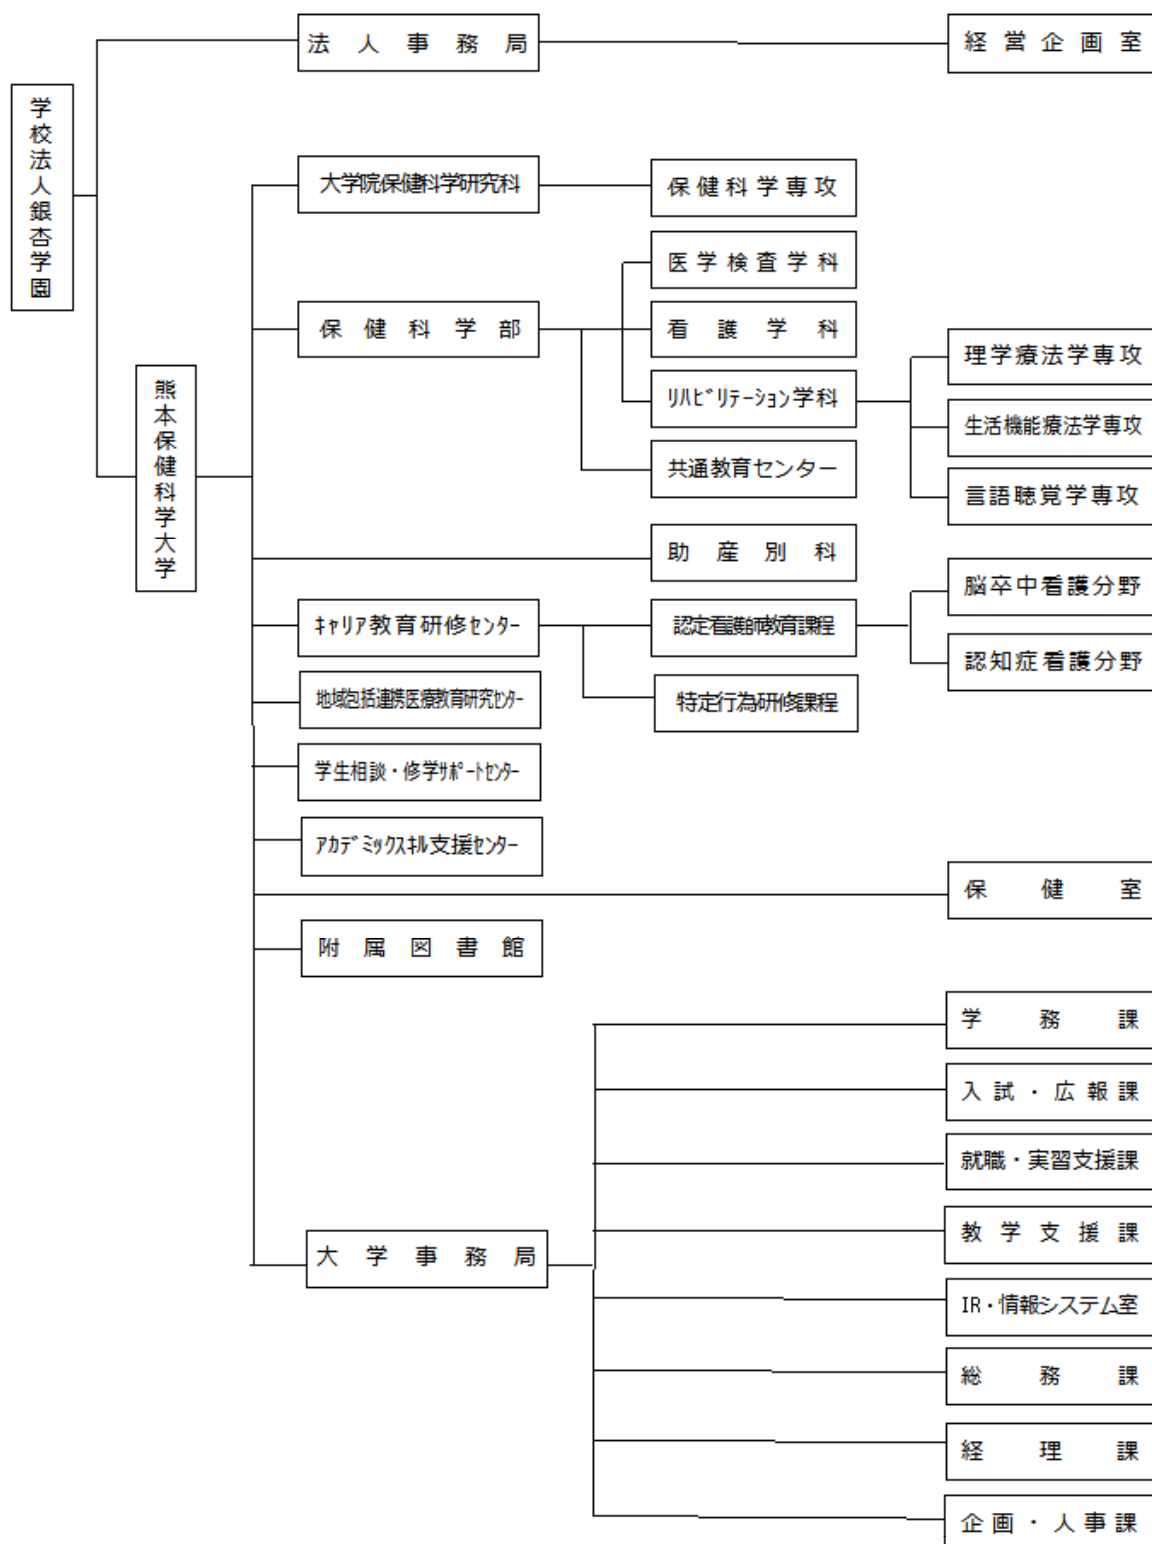 法人事務局
経営企画室
学校法人銀杏学園
大学院保健科学研究科
保健科学専攻
医学検査学科
保健科学部
看護学科
理学療法学専攻
熊本保健科学大学
リハビリテーション学科
生活機能療法学専攻
共通教育センター
言語聴覚学専攻
助産別科
脳卒中看護分野
キャリア教育研修センター
認定看護師教育課程
認知症看護分野
地域包括連携医療教育研究センター
特定行為研修課程
学生相談・修学サポートセンター
アカデミックスキル支援センター
保健室
附属図書館
学務課
入試・広報課
就職・実習支援課
教学支援課
大学事務局
IR・情報システム室
総務課
経理課
企画・人事課